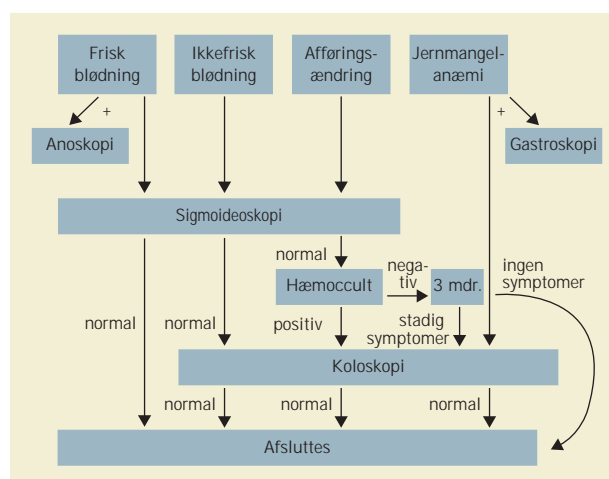 Frisk
blødning
Ikkefrisk
blødning
Afførings-
ændring
Jernmangel-
anæmi
+
+
Anoskopi
Gastroskopi
Sigmoideoskopi
normal
Hæmoccult
nega-
tiv
3 mdr.
ingen
symptomer
normal
normal
positiv
stadig
symptomer
Koloskopi
normal
normal
normal
Afsluttes